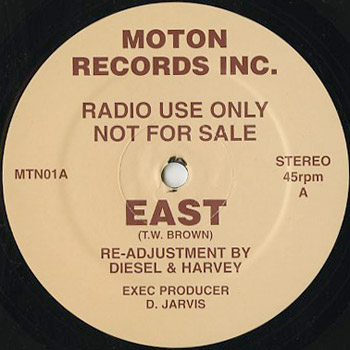 MOTON
RECORDS INC.
RADIO USE ONLY
NOT FOR SALE
MTN01A
STEREO
45rpm
A
EAST
(T.W. BROWN)
RE-ADJUSTMENT BY
DIESEL & HARVEY
EXEC PRODUCER
D. JARVIS